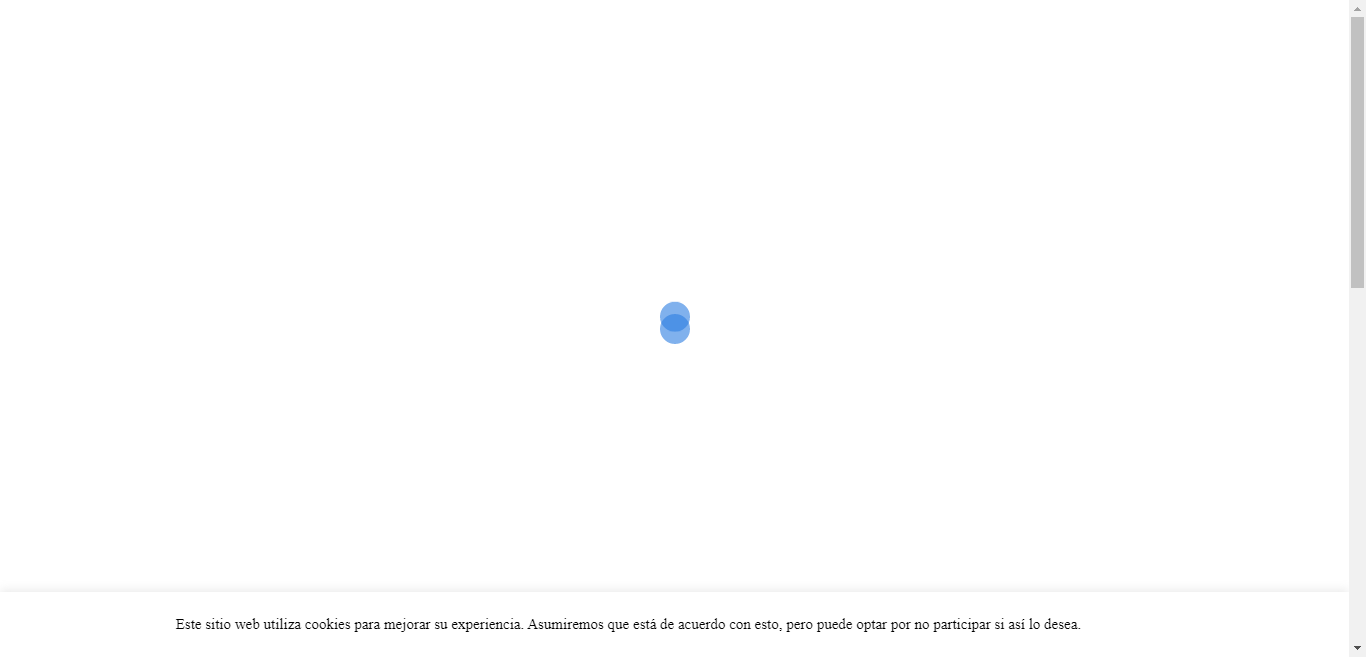 Este sitio web utiliza cookies para mejorar su experiencia. Asumiremos que está de acuerdo con esto, pero puede optar por no participar si así lo desea.